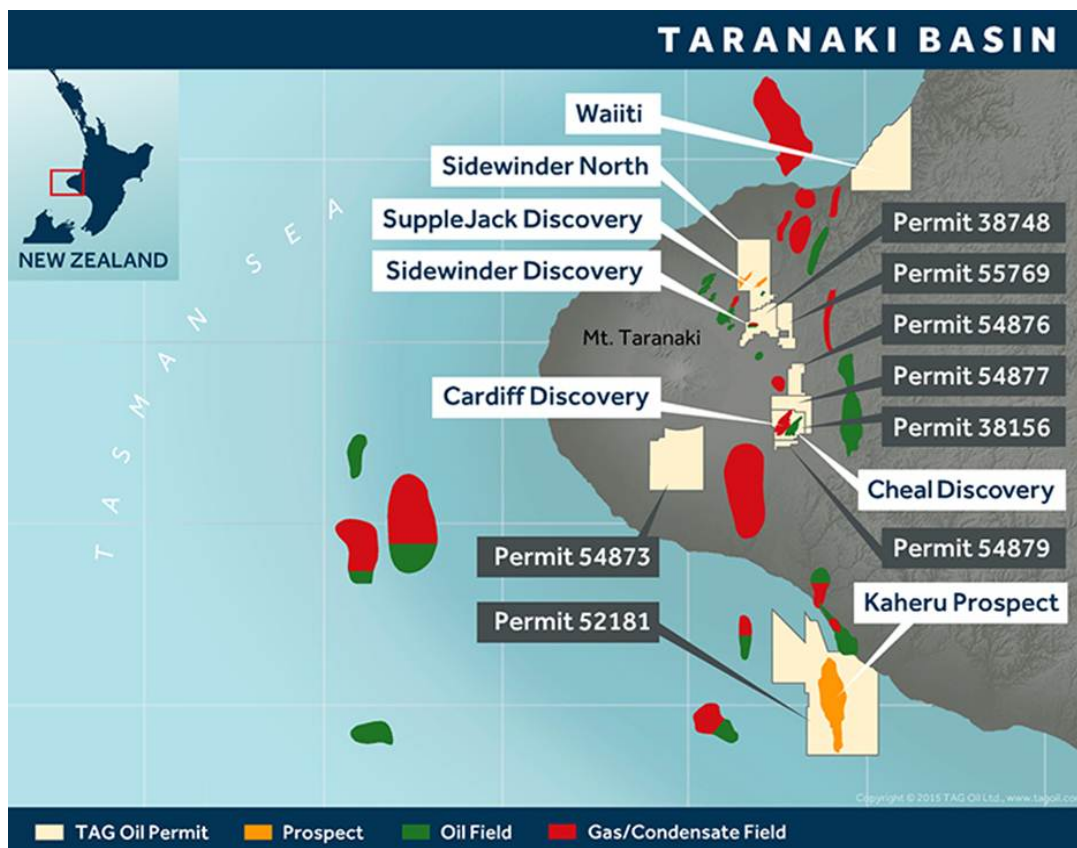 TARANAKI BASIN
NEW ZEALAND
TASMAN SEA
Waiiti
Sidewinder North
SuppleJack Discovery
Sidewinder Discovery
Mt. Taranaki
Cardiff Discovery
Permit 38748
Permit 55769
Permit 54876
Permit 54877
Permit 38156
Cheal Discovery
Permit 54879
Permit 54873
Kaheru Prospect
Permit 52181
Copyright © 2015 TAG Oil Ltd., www.tagoil.co
TAG Oil Permit
Prospect
Oil Field
Gas/Condensate Field